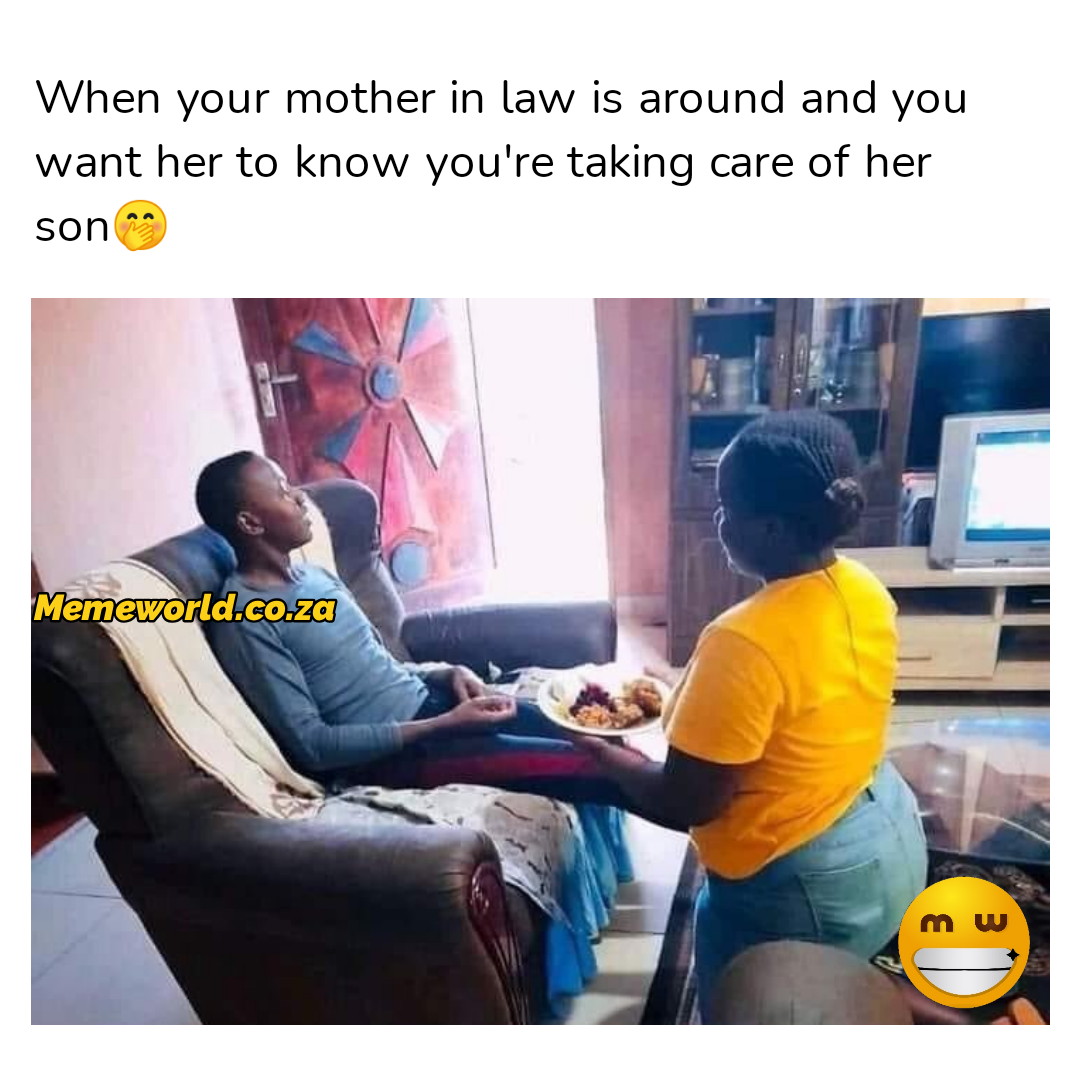 When your mother in law is around and you
want her to know you're taking care of her
son🤭
Memeworld.co.za
m w